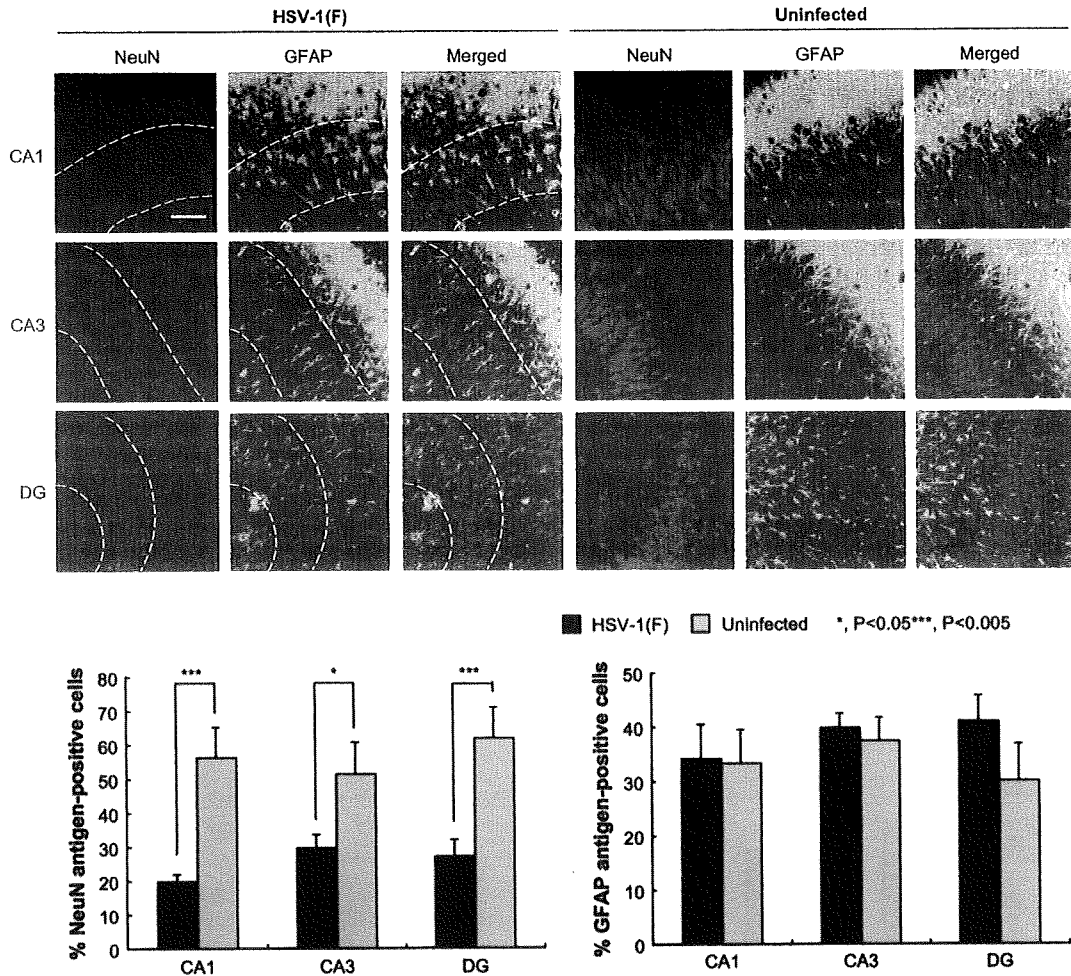 HSV-1(F) Uninfected
NeuN GFAP Merged NeuN GFAP Merged
CA1
CA3
DG
HSV-1(F) Uninfected *, P<0.05***, P<0.005
% NeuN antigen-positive cells
80
70
60
50
40
30
20
10
0
*** * ***
CA1 CA3 DG
% GFAP antigen-positive cells
50
40
30
20
10
0
CA1 CA3 DG